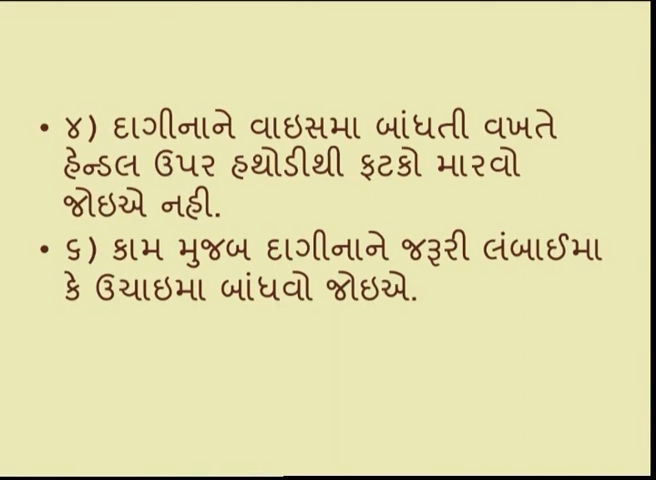 • ૪) દાગીનાને વાઇસમા બાંધતી વખતે
હેન્ડલ ઉપર હથોડીથી ફટકો મારવો
જોઇએ નહી.
• ૬) કામ મુજબ દાગીનાને જરૂરી લંબાઈમા
કે ઉચાઇમા બાંધવો જોઇએ.